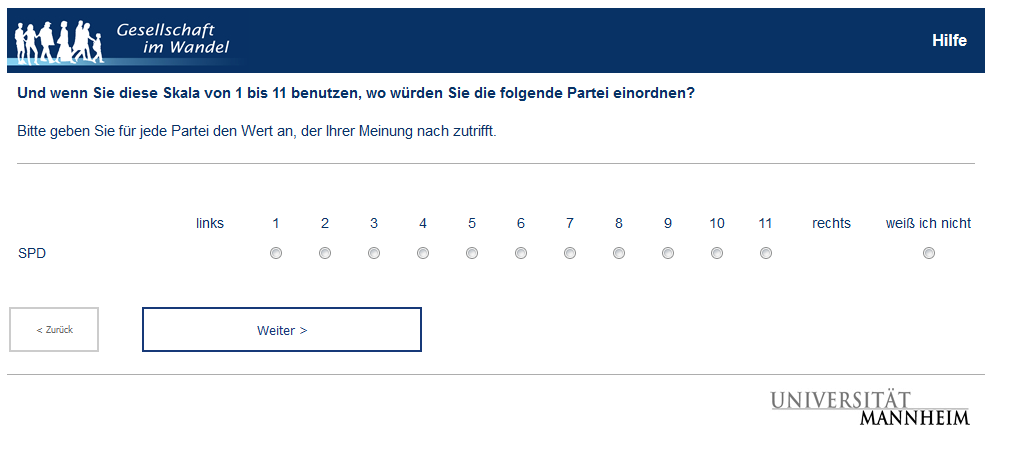 Gesellschaft
im Wandel
Hilfe
Und wenn Sie diese Skala von 1 bis 11 benutzen, wo würden Sie die folgende Partei einordnen?
Bitte geben Sie für jede Partei den Wert an, der Ihrer Meinung nach zutrifft.
links 1 2 3 4 5 6 7 8 9 10 11 rechts weiß ich nicht
SPD
< Zurück Weiter >
UNIVERSITÄT
MANNHEIM